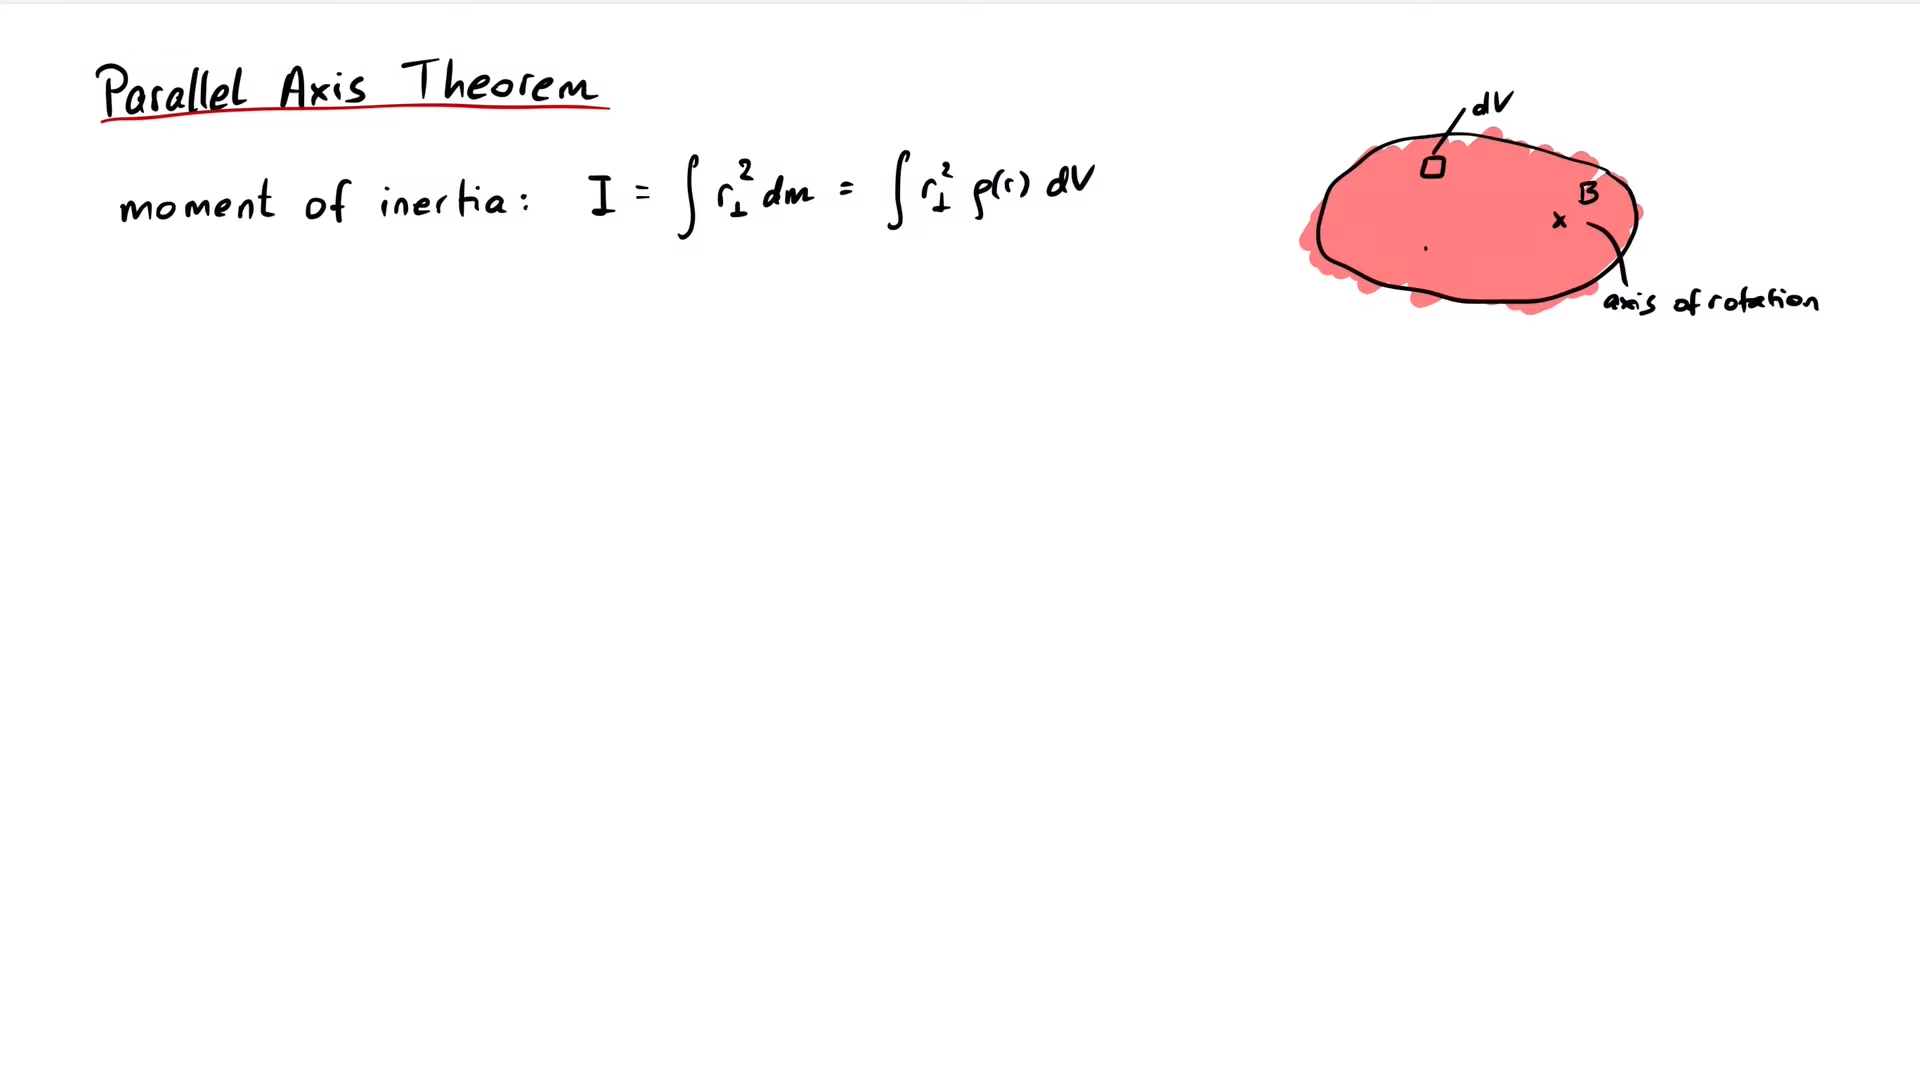 Parallel Axis Theorem
moment of inertia: I = ∫ r⊥² dm = ∫ r⊥² ρ(r) dV
dV
B
x
axis of rotation